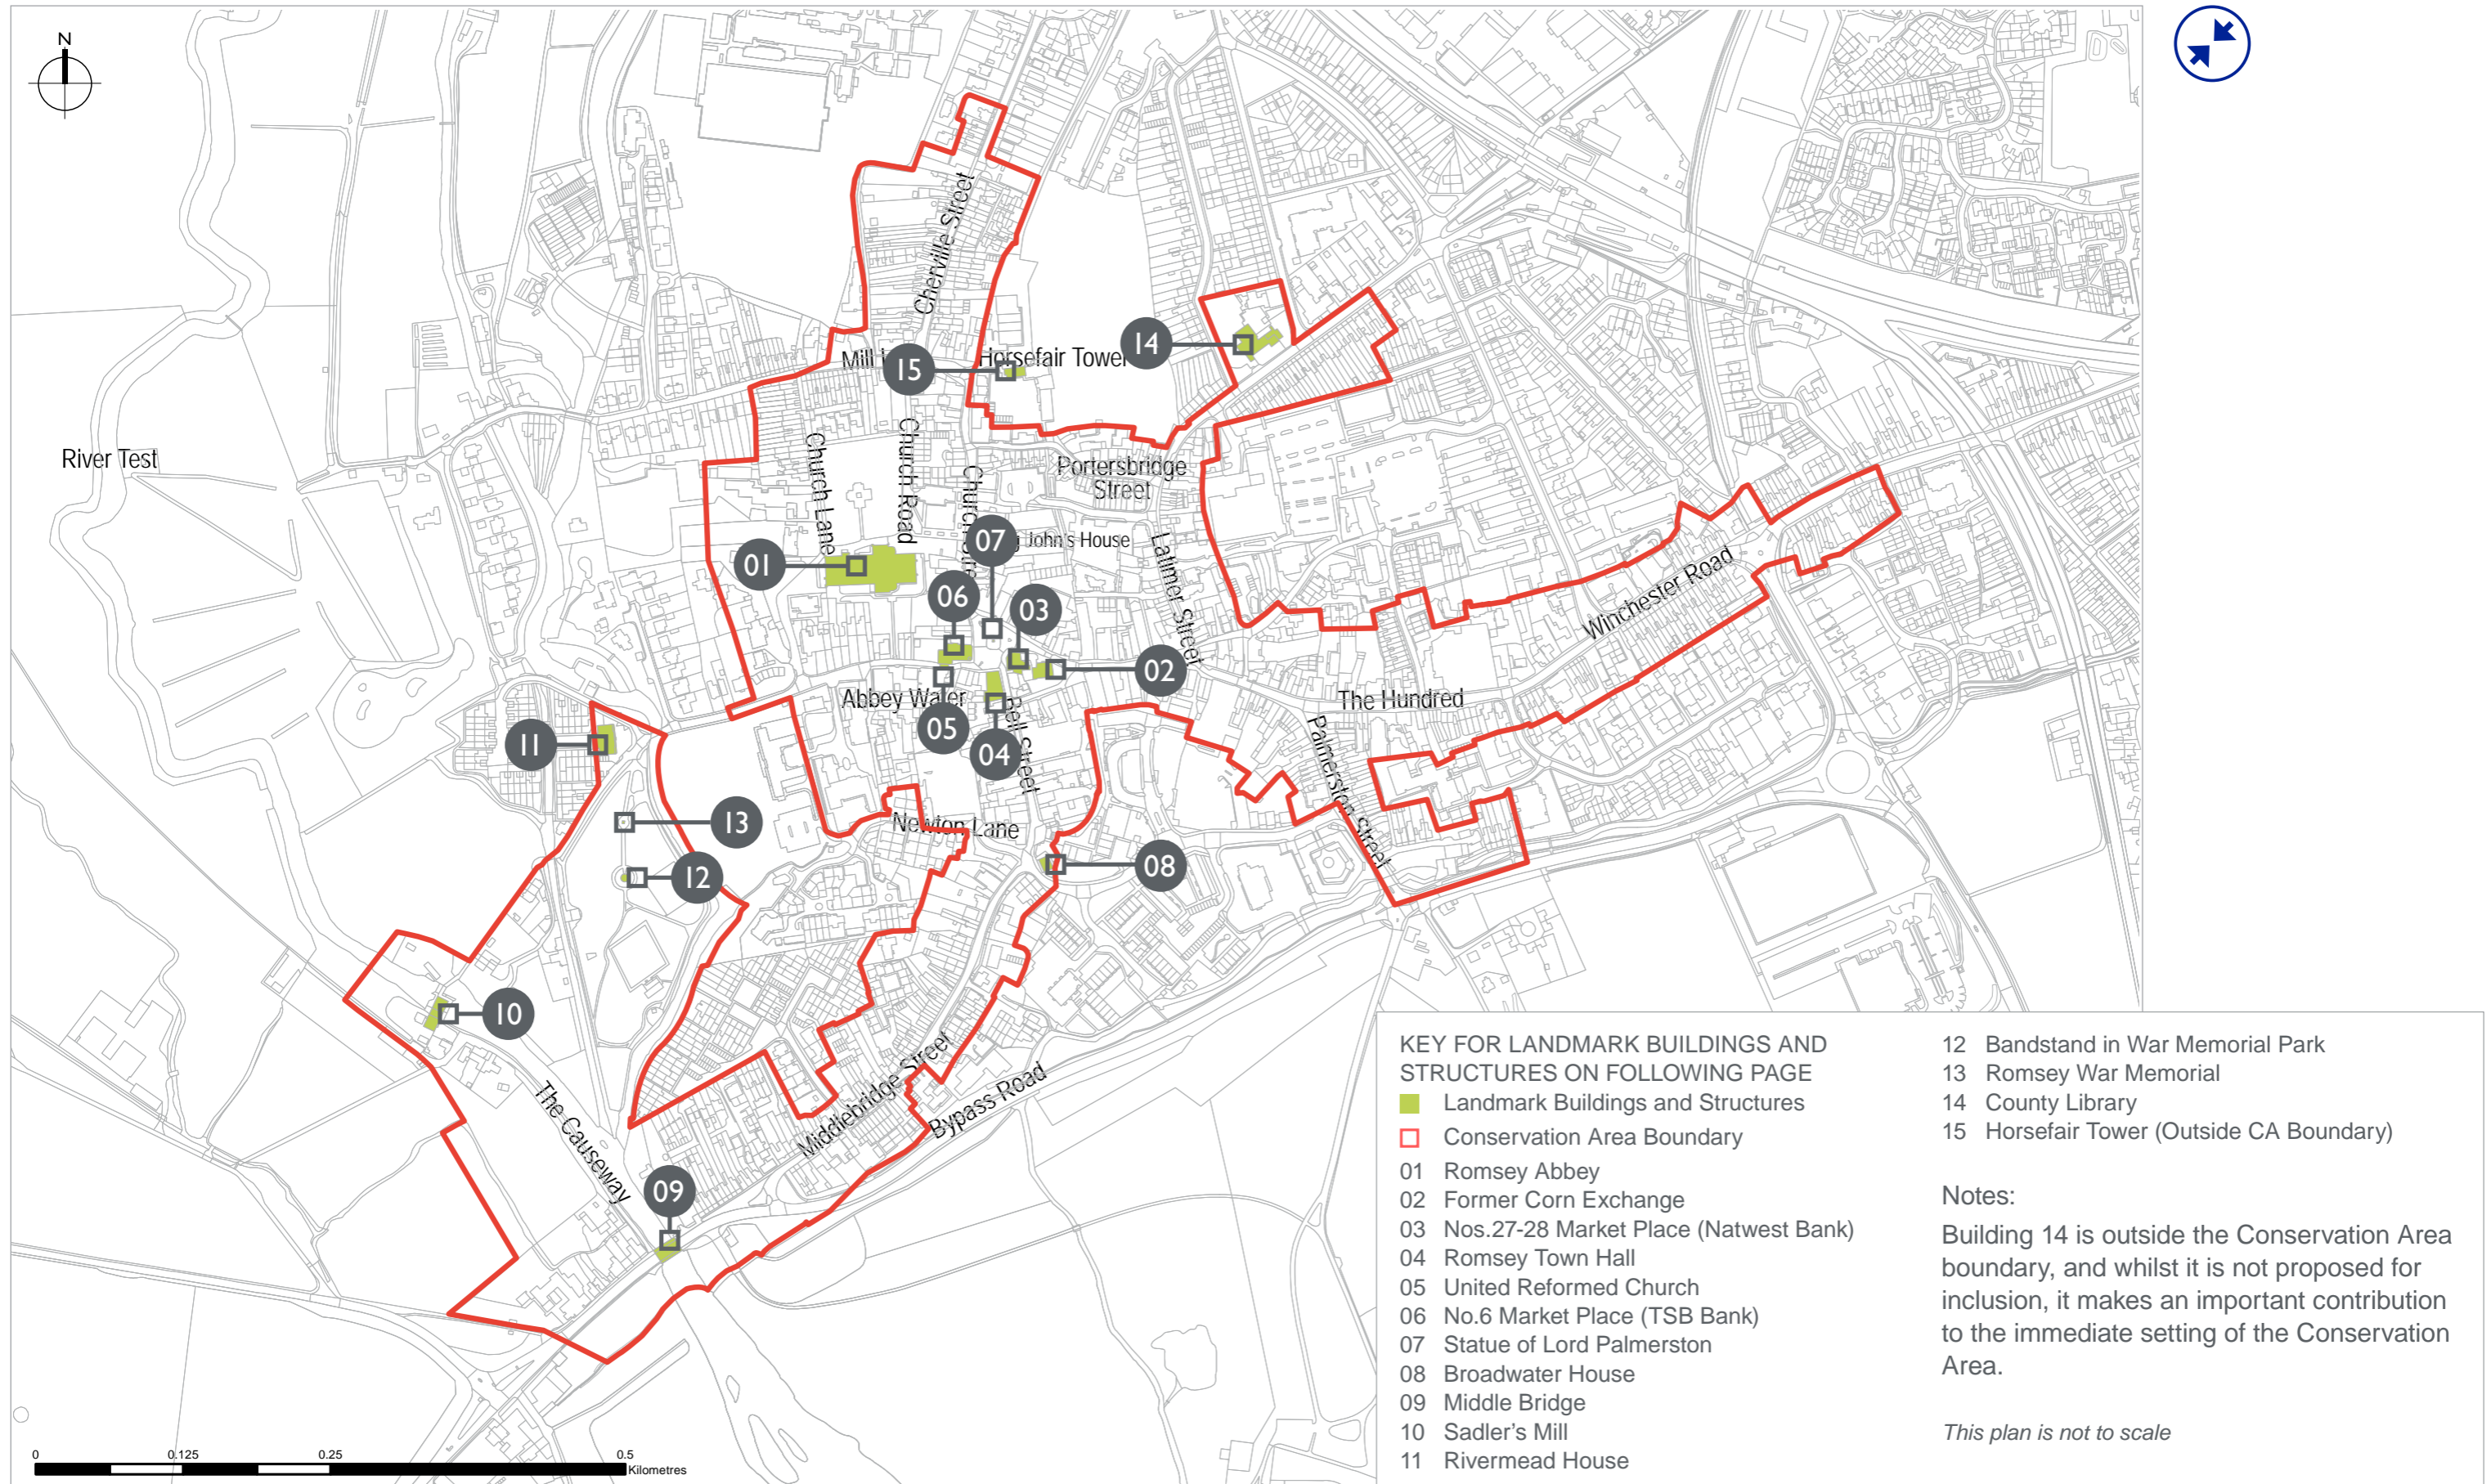 N
Cherville Street
Mill
15
Horsefair Tower
14
River Test
Church Lane
Church Road
Church
Portersbridge
Street
07
John's House
01
Latimer Street
06
03
Winchester Road
02
Abbey Water
The Hundred
05
Bell Street
04
11
Palmerston Street
13
Newton Lane
12
08
10
Middlebridge Street
Bypass Road
The Causeway
09
0 0.125 0.25 0.5
Kilometres
KEY FOR LANDMARK BUILDINGS AND
STRUCTURES ON FOLLOWING PAGE
Landmark Buildings and Structures
Conservation Area Boundary
01 Romsey Abbey
02 Former Corn Exchange
03 Nos.27-28 Market Place (Natwest Bank)
04 Romsey Town Hall
05 United Reformed Church
06 No.6 Market Place (TSB Bank)
07 Statue of Lord Palmerston
08 Broadwater House
09 Middle Bridge
10 Sadler's Mill
11 Rivermead House
12 Bandstand in War Memorial Park
13 Romsey War Memorial
14 County Library
15 Horsefair Tower (Outside CA Boundary)
Notes:
Building 14 is outside the Conservation Area
boundary, and whilst it is not proposed for
inclusion, it makes an important contribution
to the immediate setting of the Conservation
Area.
This plan is not to scale